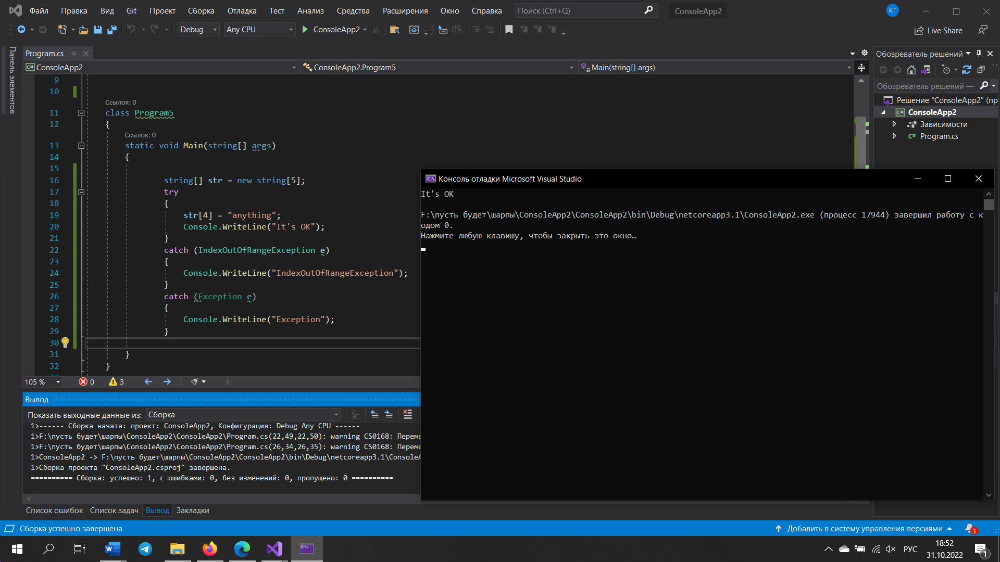 Файл Правка Вид Git Проект Сборка Отладка Тест Анализ Средства Расширения Окно Справка Поиск (Ctrl+Q) ConsoleApp2 КГ
Debug Any CPU ConsoleApp2 Live Share
Панель элементов
Program.cs
ConsoleApp2 ConsoleApp2.Program5 Main(string[] args)
9
10
Ссылок: 0
11 class Program5
12 {
Ссылок: 0
13 static void Main(string[] args)
14 {
15
16 string[] str = new string[5];
17 try
18 {
19 str[4] = "anything";
20 Console.WriteLine("It's OK");
21 }
22 catch (IndexOutOfRangeException e)
23 {
24 Console.WriteLine("IndexOutOfRangeException");
25 }
26 catch (Exception e)
27 {
28 Console.WriteLine("Exception");
29 }
30
31 }
32 }
105 % 0 3
Вывод
Показать выходные данные из: Сборка
1>------ Сборка начата: проект: ConsoleApp2, Конфигурация: Debug Any CPU ------
1>F:\пусть будет\шарпы\ConsoleApp2\ConsoleApp2\Program.cs(22,49,22,50): warning CS0168: Переме
1>F:\пусть будет\шарпы\ConsoleApp2\ConsoleApp2\Program.cs(26,34,26,35): warning CS0168: Переме
1>ConsoleApp2 -> F:\пусть будет\шарпы\ConsoleApp2\ConsoleApp2\bin\Debug\netcoreapp3.1\ConsoleA
1>Сборка проекта "ConsoleApp2.csproj" завершена.
========== Сборка: успешно: 1, с ошибками: 0, без изменений: 0, пропущено: 0 ==========
Список ошибок Список задач Вывод Закладки
Консоль отладки Microsoft Visual Studio
It's OK
F:\пусть будет\шарпы\ConsoleApp2\ConsoleApp2\bin\Debug\netcoreapp3.1\ConsoleApp2.exe (процесс 17944) завершил работу с к
одом 0.
Нажмите любую клавишу, чтобы закрыть это окно…
Обозреватель решений
Обозреватель решений —
Решение "ConsoleApp2" (пр
ConsoleApp2
Зависимости
Program.cs
Сборка успешно завершена Добавить в систему управления версиями 3
РУС 18:52
31.10.2022 1